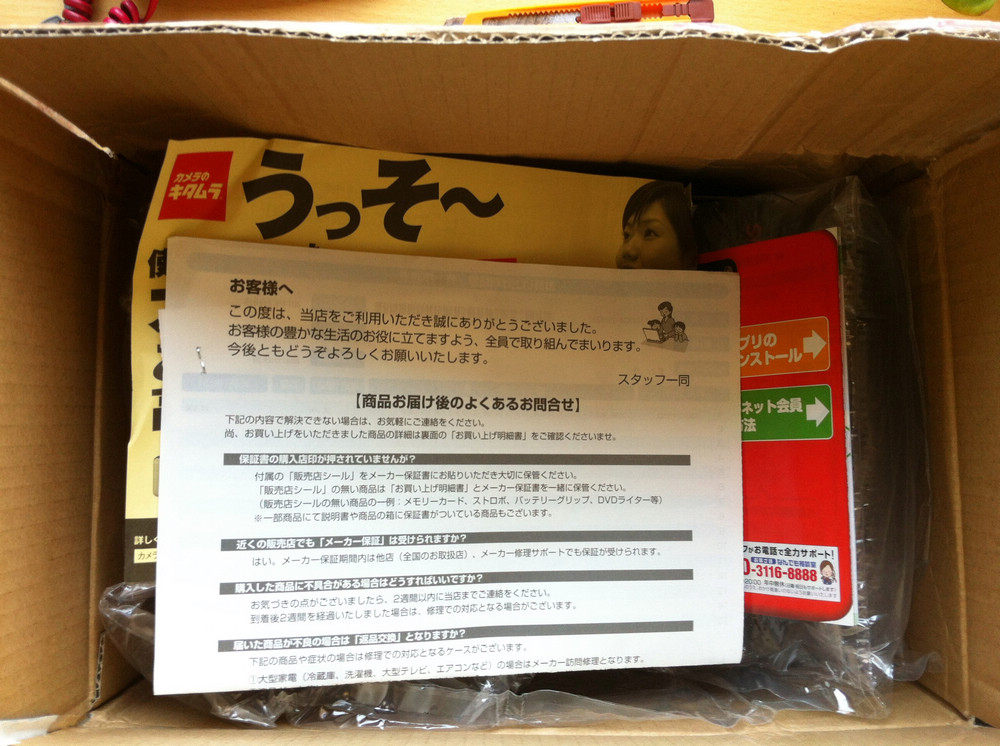 カメラの
キタムラ
うっそ〜
お客様へ
この度は、当店をご利用いただき誠にありがとうございました。
お客様の豊かな生活のお役に立てますよう、全員で取り組んでまいります。
今後ともどうぞよろしくお願いいたします。
スタッフ一同
【商品お届け後のよくあるお問合せ】
下記の内容で解決できない場合は、お気軽にご連絡をください。
尚、お買い上げをいただきました商品の詳細は裏面の「お買い上げ明細書」をご確認くださいませ。
保証書の購入店印が押されていませんが?
付属の「販売店シール」をメーカー保証書にお貼りいただき大切に保管ください。
「販売店シール」の無い商品は「お買い上げ明細書」とメーカー保証書を一緒に保管ください。
(販売店シールの無い商品の一例:メモリーカード、ストロボ、バッテリーグリップ、DVDライター等)
※一部商品にて説明書や商品の箱に保証書がついている商品もございます。
近くの販売店でも「メーカー保証」は受けられますか?
はい。メーカー保証期間内は他店(全国のお取扱店)、メーカー修理サポートでも保証が受けられます。
購入した商品に不具合がある場合はどうすればいいですか?
お気づきの点がございましたら、2週間以内に当店までご連絡をください。
到着後2週間を経過いたしました場合は、修理での対応となる場合がございます。
届いた商品が不良の場合は「返品交換」となりますか?
下記の商品や症状の場合は修理での対応となるケースがございます。
①大型家電(冷蔵庫、洗濯機、大型テレビ、エアコンなど)の場合はメーカー訪問修理となります。
プリの
ンストール
ネット会員
法
フがお電話で全力サポート!
なんでも相談室
0-3116-8888
詳し
カメ